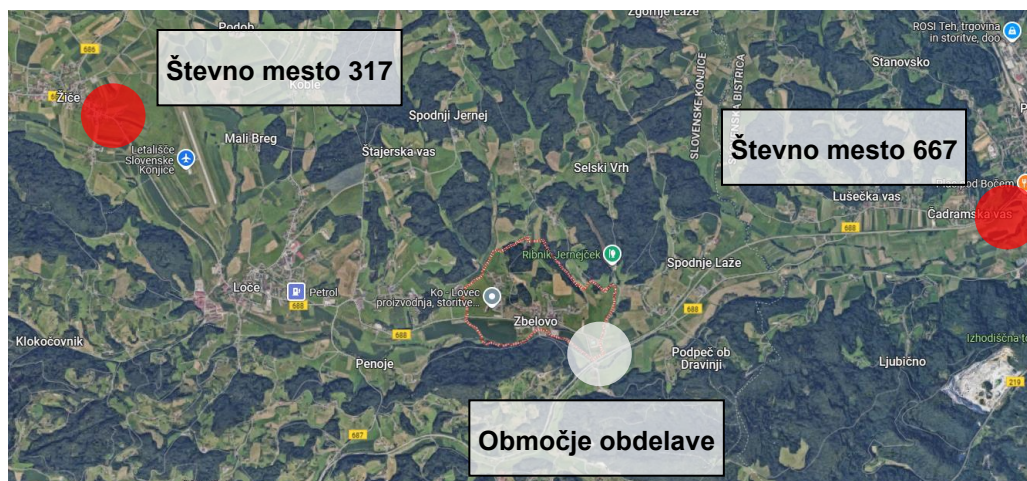 Podob
Zgornje Laže
ROSI Teh, trgovina
in storitve, doo
686
Števno mesto 317
Stanovsko
Žiče
Koble
Spodnji Jernej
SLOVENSKE KONJICE
SLOVENSKA BISTRICA
Mali Breg
Števno mesto 667
Letališče
Slovenske
Konjice
Štajerska vas
Selski Vrh
Lušečka vas
Čadramska vas
688
Ribnik Jernejček
Spodnje Laže
Loče
Petrol
688
Ko - Lovec
proizvodnja, storitve...
Zbelovo
688
688
Klokočovnik
Penoje
Podpeč ob
Dravinji
Ljubično
219
687
Območje obdelave